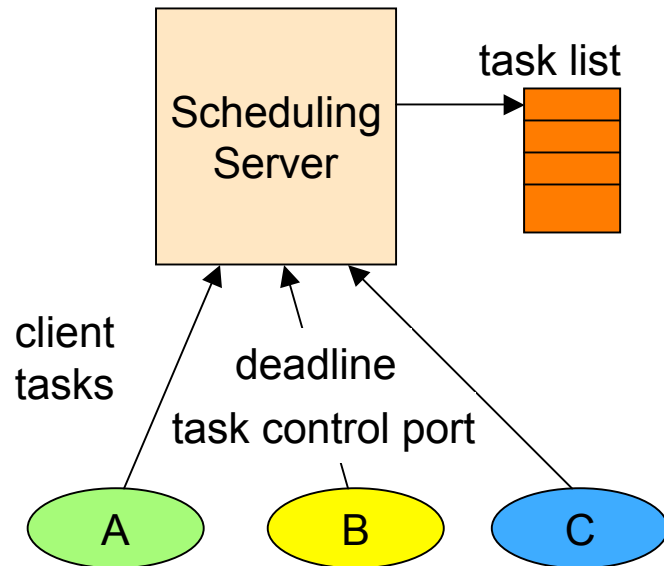 task list
Scheduling
Server
client
tasks
deadline
task control port
A
B
C